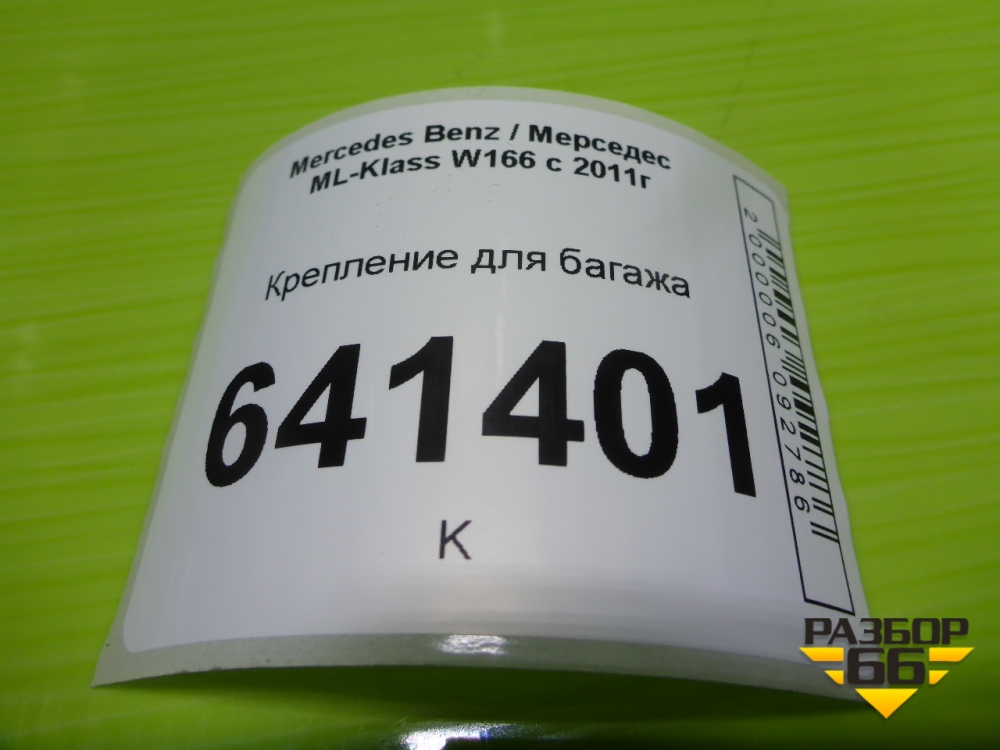 Mercedes Benz / Мерседес
ML-Klass W166 с 2011г
Крепление для багажа
641401
К
2000006092786
РАЗБОР
66